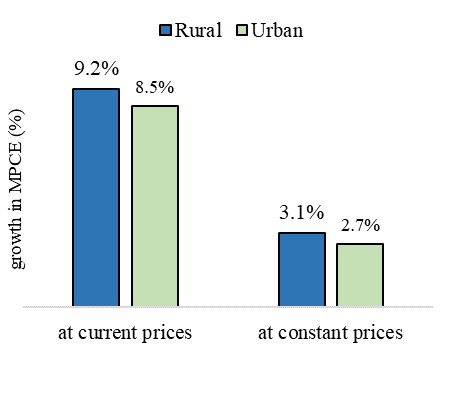 Rural Urban
9.2%
8.5%
3.1%
2.7%
growth in MPCE (%)
at current prices
at constant prices